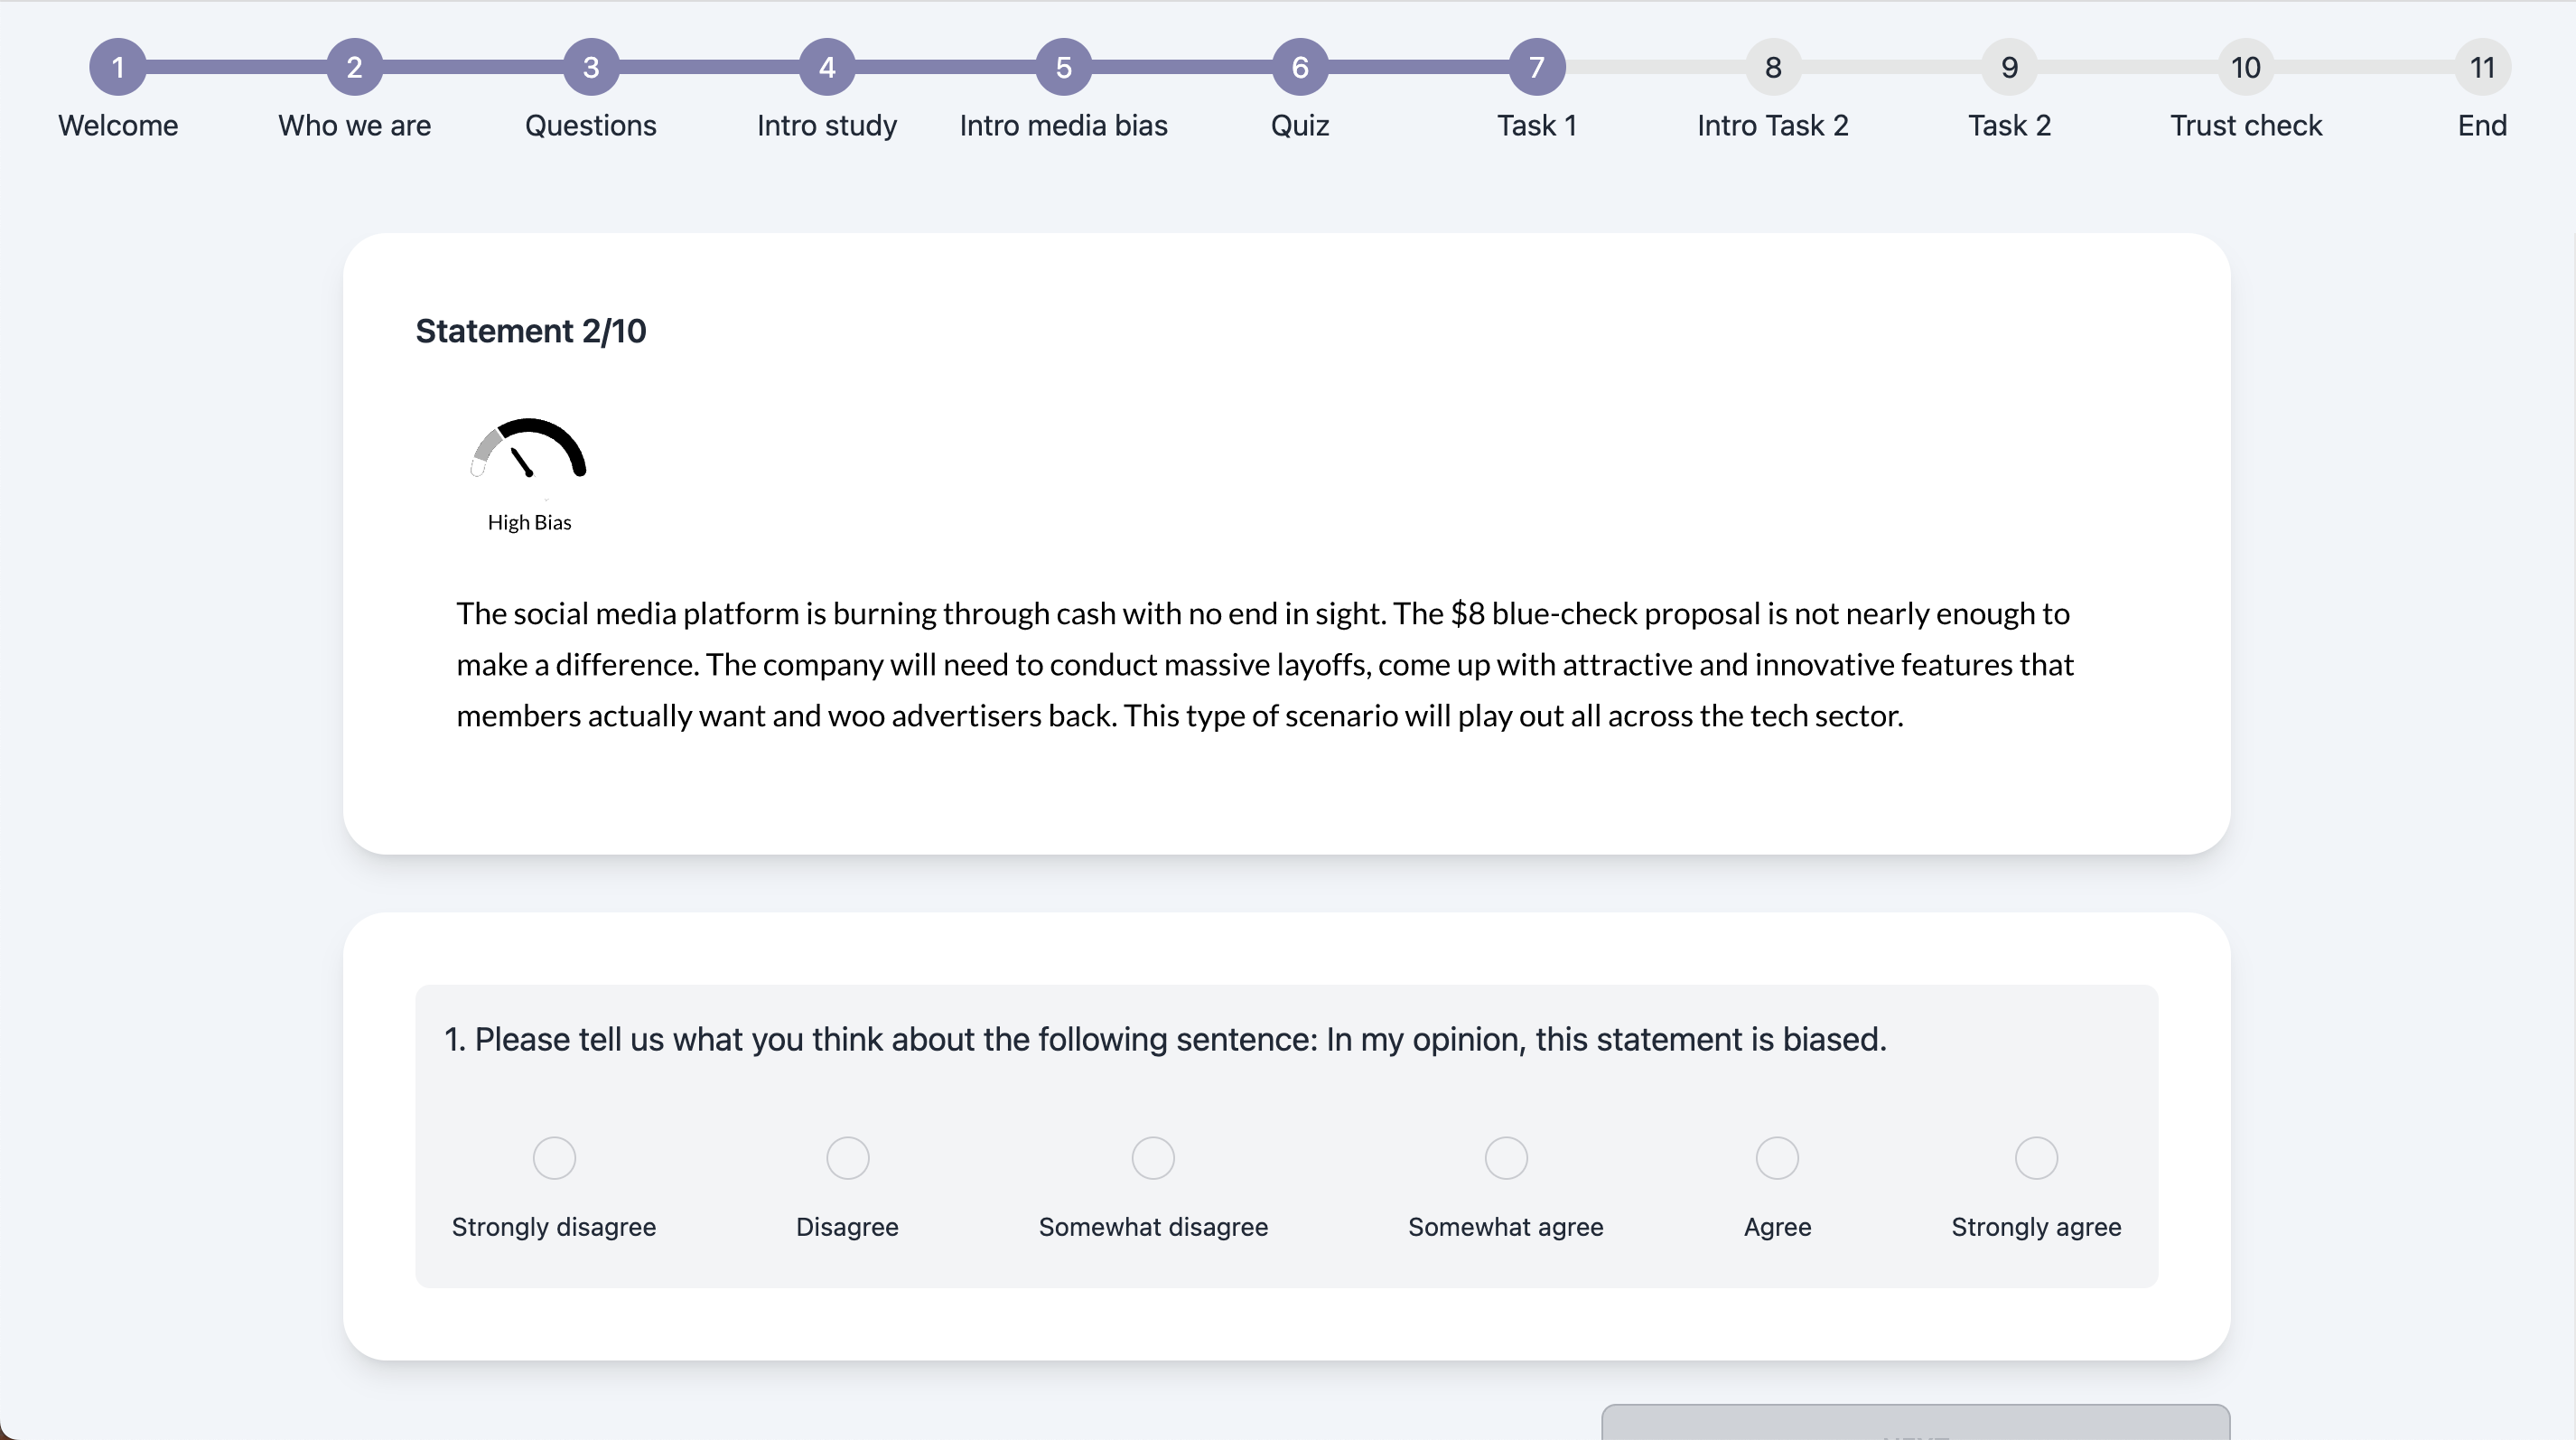 1 2 3 4 5 6 7 8 9 10 11
Welcome Who we are Questions Intro study Intro media bias Quiz Task 1 Intro Task 2 Task 2 Trust check End
Statement 2/10
High Bias
The social media platform is burning through cash with no end in sight. The $8 blue-check proposal is not nearly enough to
make a difference. The company will need to conduct massive layoffs, come up with attractive and innovative features that
members actually want and woo advertisers back. This type of scenario will play out all across the tech sector.
1. Please tell us what you think about the following sentence: In my opinion, this statement is biased.
Strongly disagree Disagree Somewhat disagree Somewhat agree Agree Strongly agree